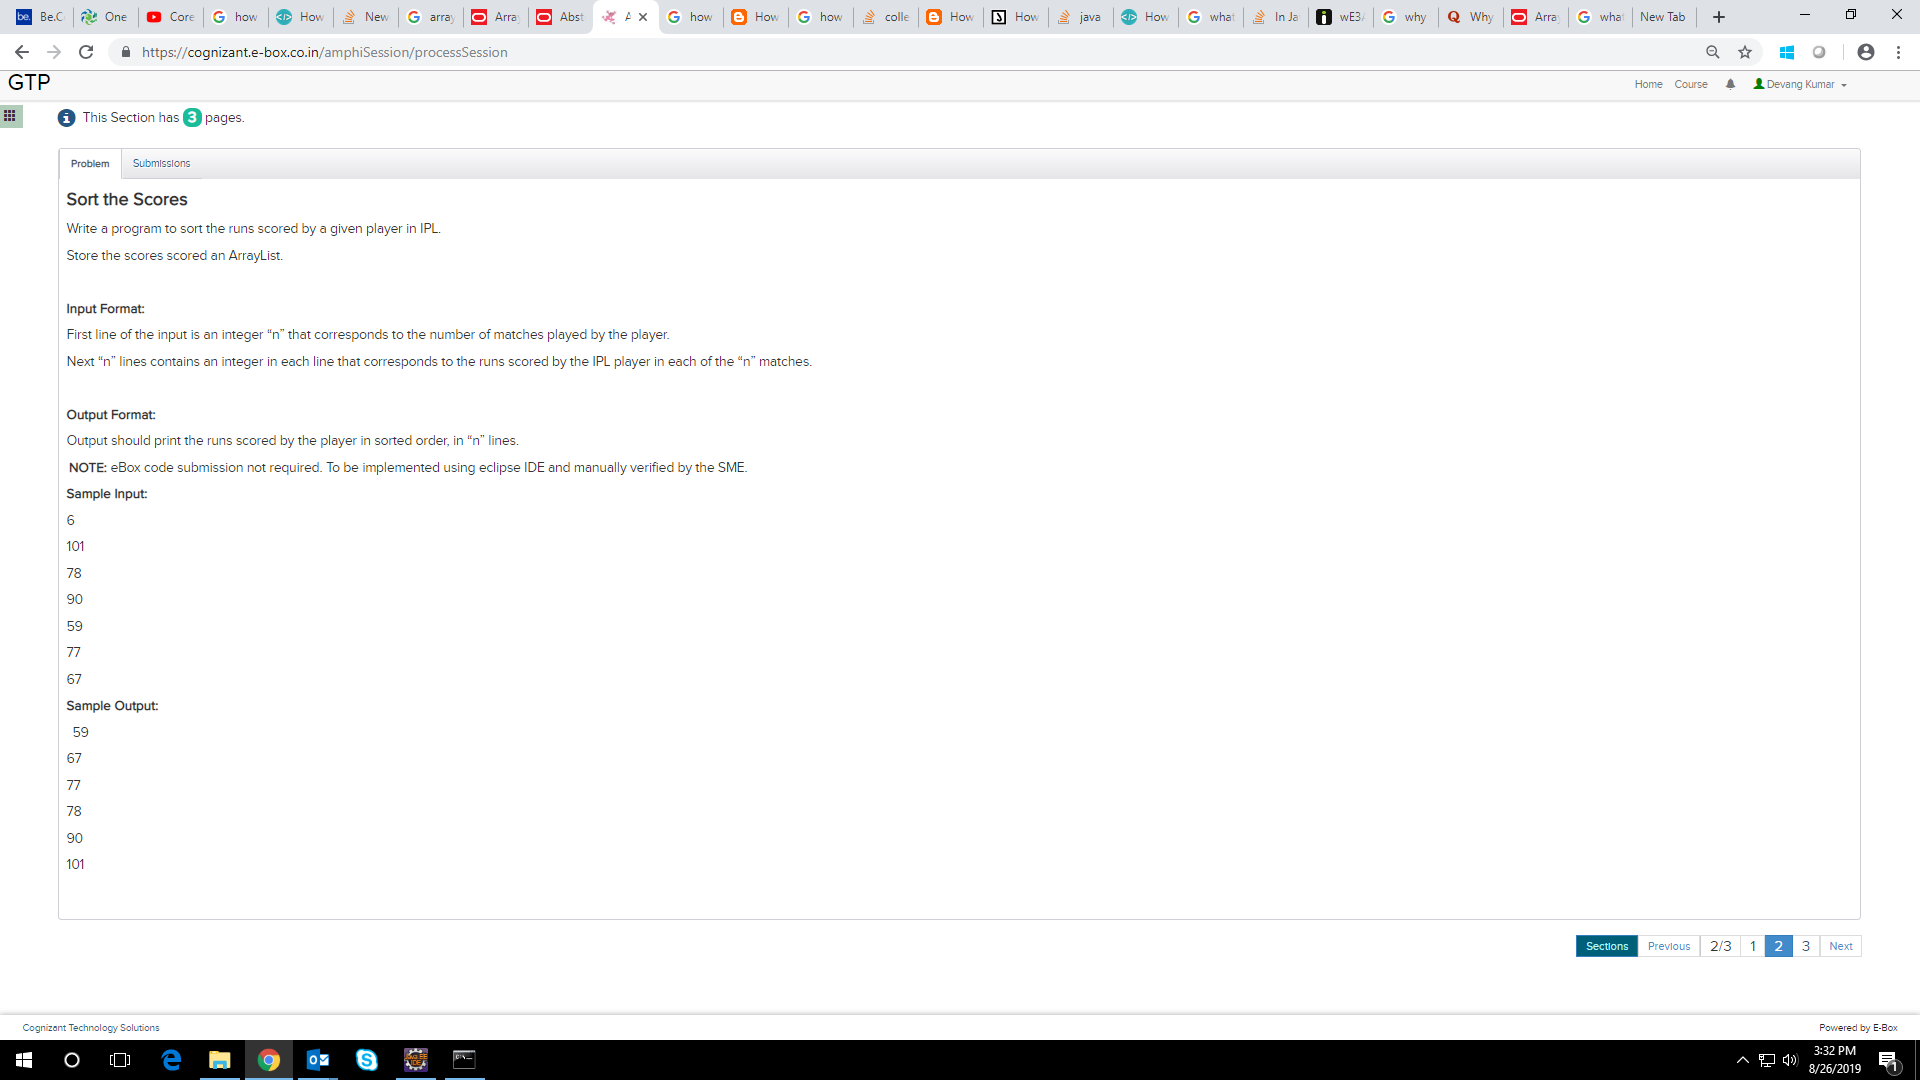 Be.C
One
Core
how
How
New
array
Array
Abst
A
how
How
how
colle
How
How
java
How
what
In Ja
wE3/
why
Why
Array
what
New Tab
https://cognizant.e-box.co.in/amphiSession/processSession
GTP
Home Course Devang Kumar
This Section has 3 pages.
Problem Submissions
Sort the Scores
Write a program to sort the runs scored by a given player in IPL.
Store the scores scored an ArrayList.
Input Format:
First line of the input is an integer “n” that corresponds to the number of matches played by the player.
Next “n” lines contains an integer in each line that corresponds to the runs scored by the IPL player in each of the “n” matches.
Output Format:
Output should print the runs scored by the player in sorted order, in “n” lines.
NOTE: eBox code submission not required. To be implemented using eclipse IDE and manually verified by the SME.
Sample Input:
6
101
78
90
59
77
67
Sample Output:
59
67
77
78
90
101
Sections Previous 2/3 1 2 3 Next
Cognizant Technology Solutions Powered by E-Box
3:32 PM
8/26/2019
1